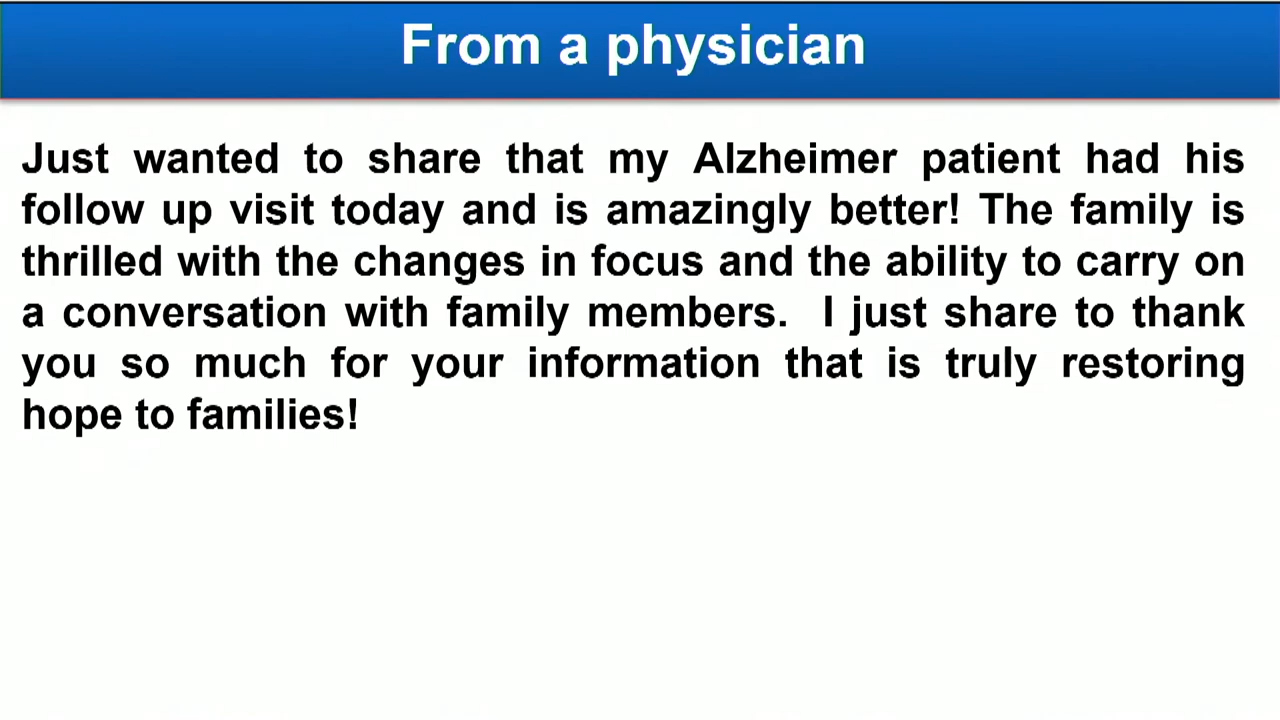 From a physician
Just wanted to share that my Alzheimer patient had his
follow up visit today and is amazingly better! The family is
thrilled with the changes in focus and the ability to carry on
a conversation with family members.  I just share to thank
you so much for your information that is truly restoring
hope to families!